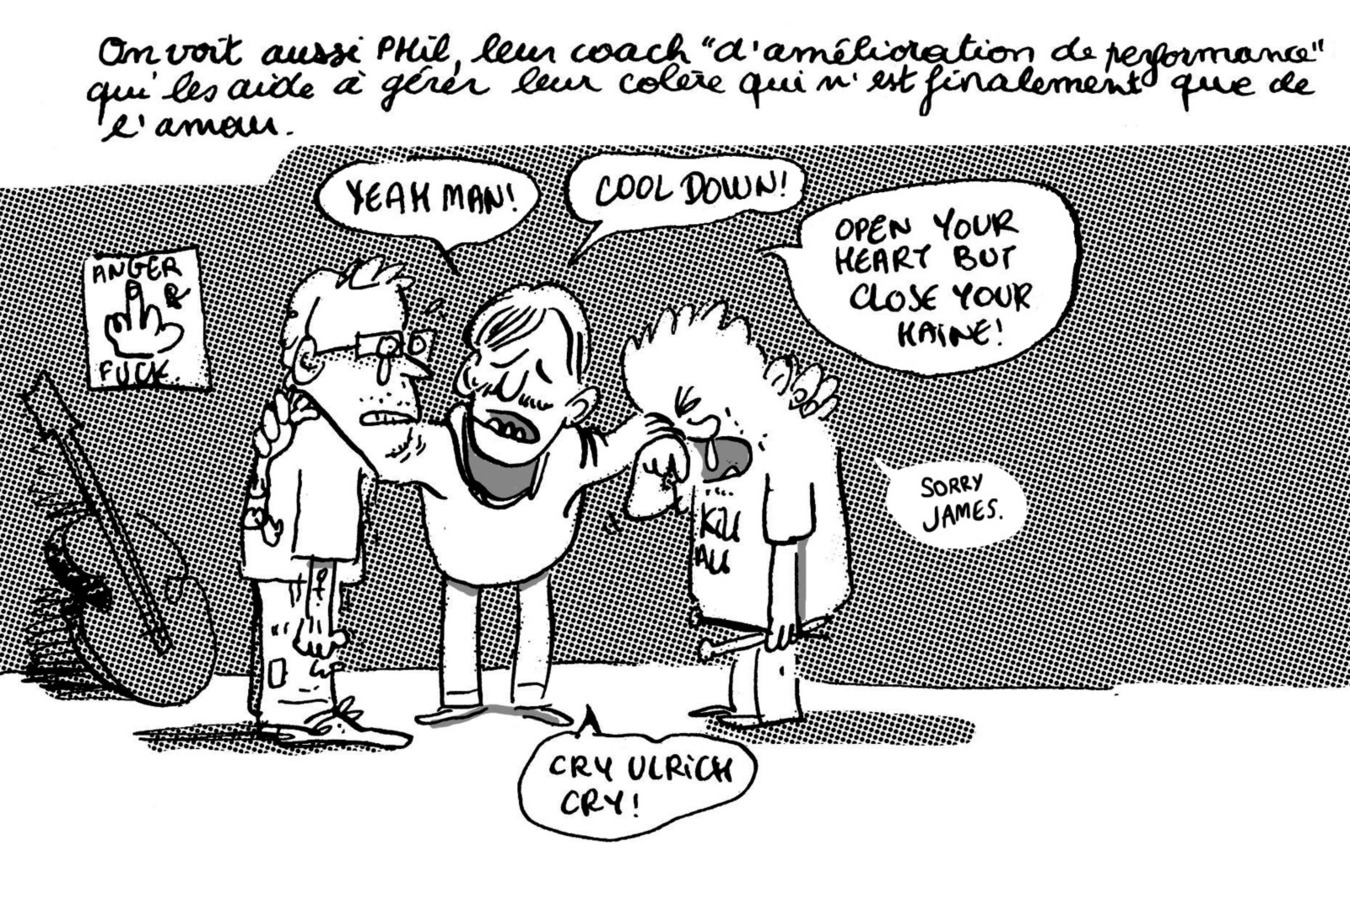 On voit aussi Phil, leur coach "d'amélioration de performance"
qui les aide à gérer leur colère qui n'est finalement que de
l'amour.
YEAH MAN!
COOL DOWN!
OPEN YOUR
HEART BUT
CLOSE YOUR
HAINE!
ANGER
FUCK.
SORRY
JAMES.
KILL
ALL
CRY ULRICH
CRY!